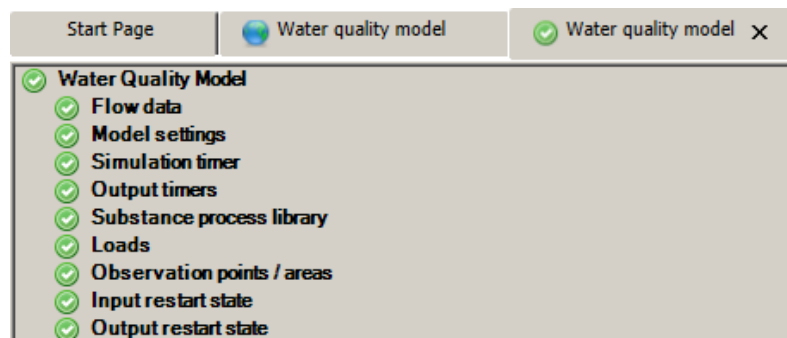 Start Page Water quality model Water quality model X
Water Quality Model
Flow data
Model settings
Simulation timer
Output timers
Substance process library
Loads
Observation points / areas
Input restart state
Output restart state